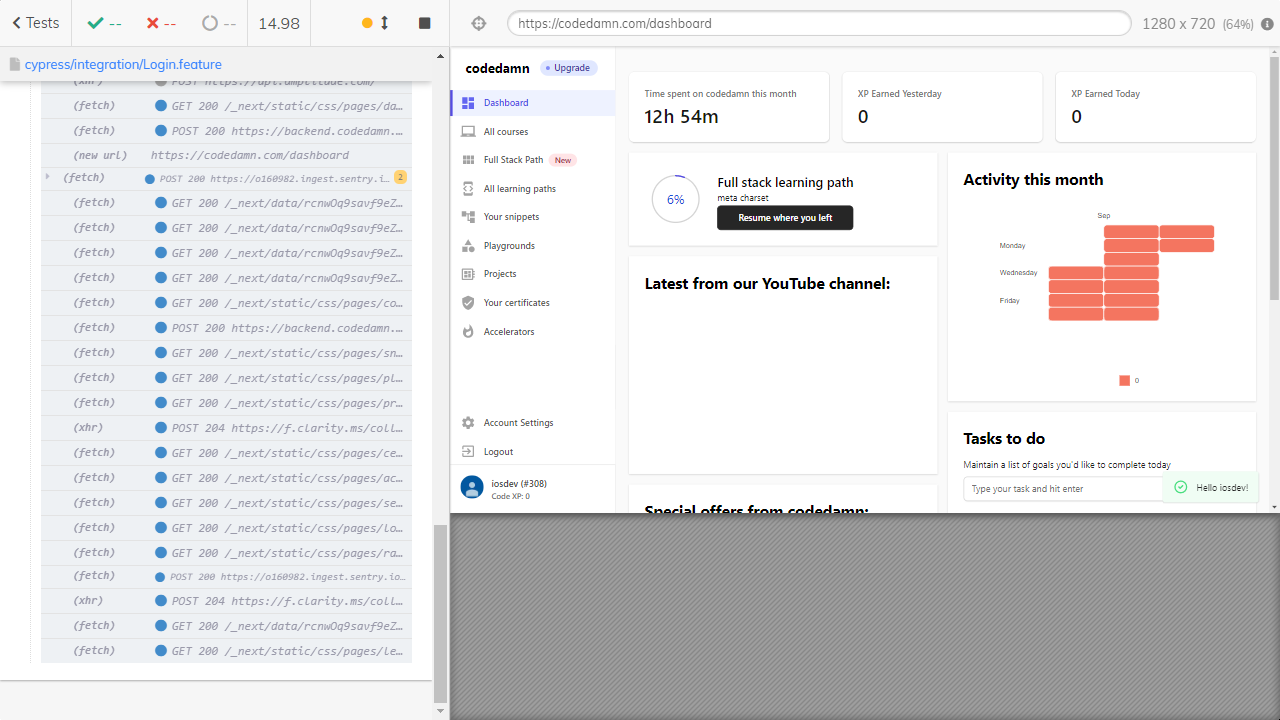 Tests
--
--
--
14.98
https://codedamn.com/dashboard
1280 x 720 (64%)
cypress/integration/Login.feature
(xhr) POST https://api.amplitude.com/
(fetch) GET 200 /_next/static/css/pages/da…
(fetch) POST 200 https://backend.codedamn.…
(new url) https://codedamn.com/dashboard
(fetch) POST 200 https://o160982.ingest.sentry.i… 2
(fetch) GET 200 /_next/data/rcnwOq9savf9eZ…
(fetch) GET 200 /_next/data/rcnwOq9savf9eZ…
(fetch) GET 200 /_next/data/rcnwOq9savf9eZ…
(fetch) GET 200 /_next/data/rcnwOq9savf9eZ…
(fetch) GET 200 /_next/static/css/pages/co…
(fetch) POST 200 https://backend.codedamn.…
(fetch) GET 200 /_next/static/css/pages/sn…
(fetch) GET 200 /_next/static/css/pages/pl…
(fetch) GET 200 /_next/static/css/pages/pr…
(xhr) POST 204 https://f.clarity.ms/coll…
(fetch) GET 200 /_next/static/css/pages/ce…
(fetch) GET 200 /_next/static/css/pages/ac…
(fetch) GET 200 /_next/static/css/pages/se…
(fetch) GET 200 /_next/static/css/pages/lo…
(fetch) GET 200 /_next/static/css/pages/ra…
(fetch) POST 200 https://o160982.ingest.sentry.io…
(xhr) POST 204 https://f.clarity.ms/coll…
(fetch) GET 200 /_next/data/rcnwOq9savf9eZ…
(fetch) GET 200 /_next/static/css/pages/le…
codedamn
Upgrade
Dashboard
All courses
Full Stack Path New
All learning paths
Your snippets
Playgrounds
Projects
Your certificates
Accelerators
Account Settings
Logout
iosdev (#308)
Code XP: 0
Time spent on codedamn this month
12h 54m
XP Earned Yesterday
0
XP Earned Today
0
6%
Full stack learning path
meta charset
Resume where you left
Latest from our YouTube channel:
Special offers from codedamn:
Activity this month
Sep
Monday
Wednesday
Friday
0
Tasks to do
Maintain a list of goals you'd like to complete today
Type your task and hit enter
Hello iosdev!